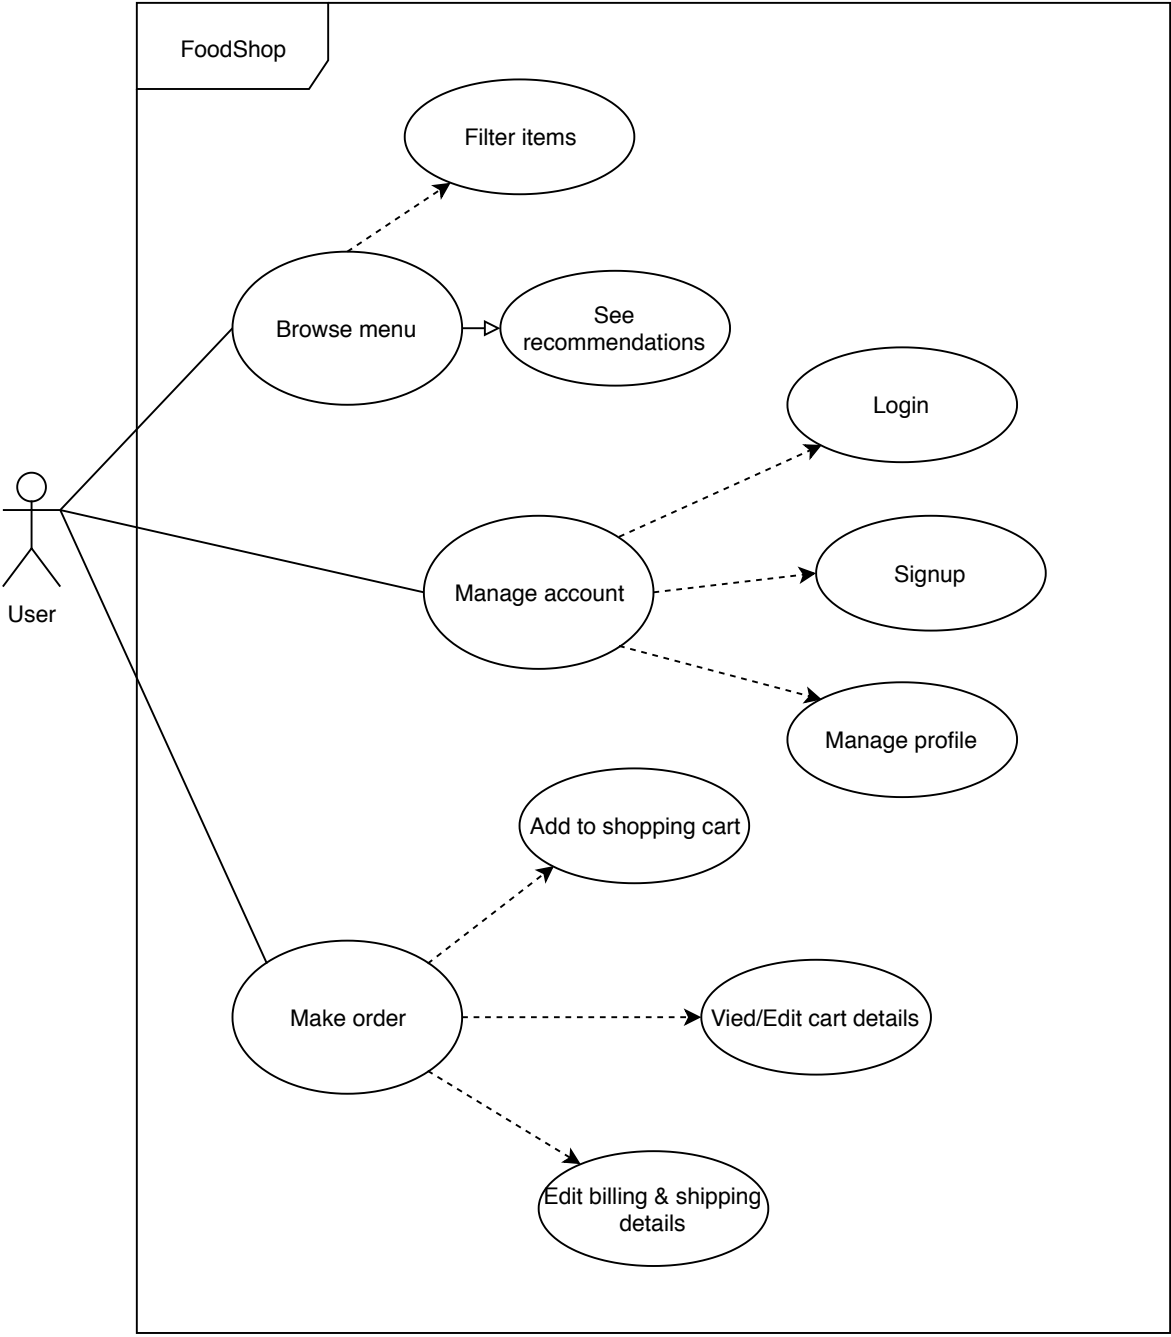 FoodShop
Filter items
Browse menu
See
recommendations
Login
User
Manage account
Signup
Manage profile
Add to shopping cart
Make order
Vied/Edit cart details
Edit billing & shipping
details